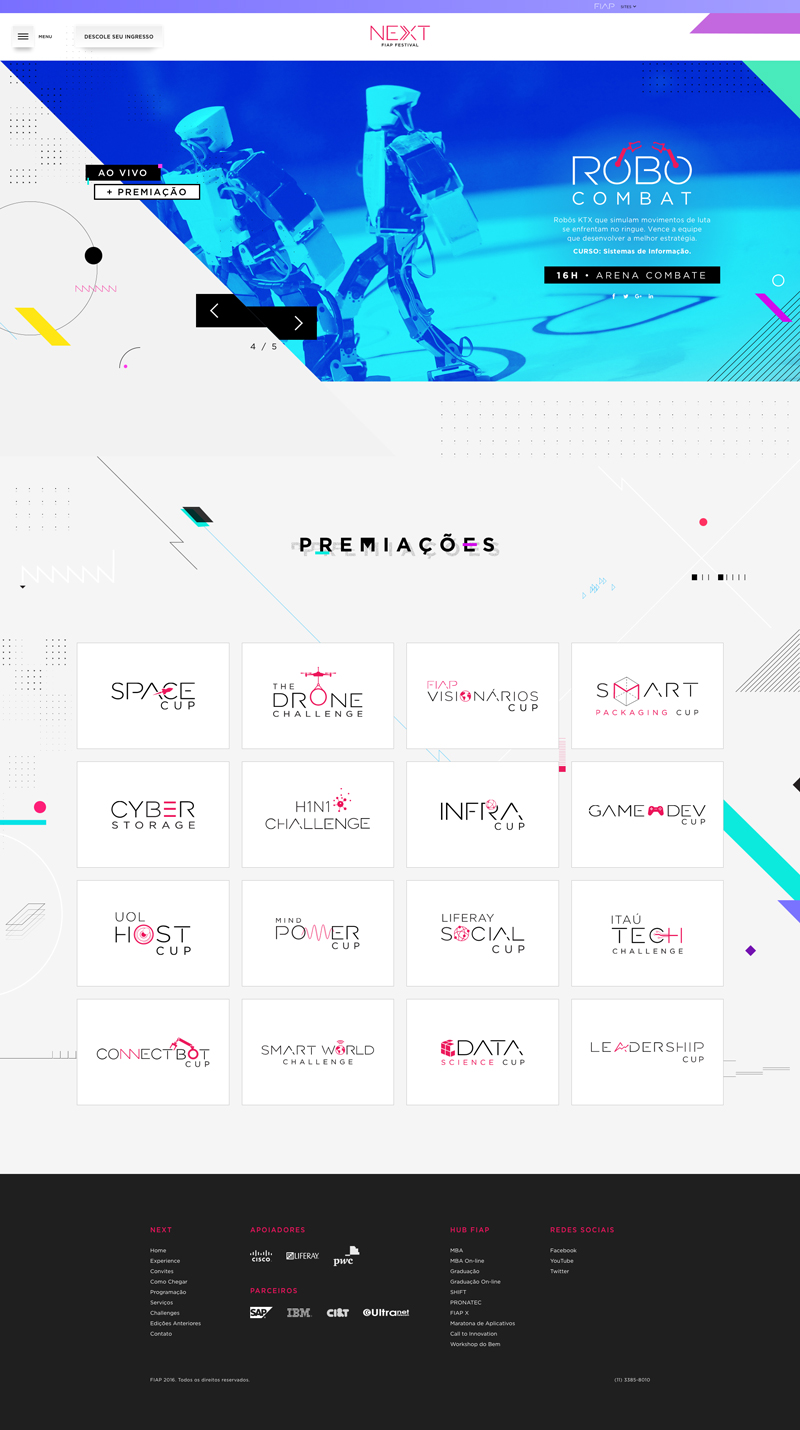 FIAP SITES
MENU
DESCOLE SEU INGRESSO
NEXT
FIAP FESTIVAL
AO VIVO
+ PREMIAÇÃO
ROBO
COMBAT
Robôs KTX que simulam movimentos de luta
se enfrentam no ringue. Vence a equipe
que desenvolver a melhor estratégia.
CURSO: Sistemas de Informação.
16H • ARENA COMBATE
4 / 5
PREMIAÇÕES
SPACE
CUP
THE
DRONE
CHALLENGE
FIAP
VISIONÁRIOS
CUP
SMART
PACKAGING CUP
CYBER
STORAGE
H1N1
CHALLENGE
INFRA
CUP
GAME DEV
CUP
UOL
HOST
CUP
MIND
POWER
CUP
LIFERAY
SOCIAL
CUP
ITAÚ
TECH
CHALLENGE
CONNECTBOT
CUP
SMART WORLD
CHALLENGE
DATA
SCIENCE CUP
LEADERSHIP
CUP
NEXT
Home
Experience
Convites
Como Chegar
Programação
Serviços
Challenges
Edições Anteriores
Contato
APOIADORES
CISCO
LIFERAY.
pwc
PARCEIROS
SAP
IBM
CI&T
Ultranet
HUB FIAP
MBA
MBA On-line
Graduação
Graduação On-line
SHIFT
PRONATEC
FIAP X
Maratona de Aplicativos
Call to Innovation
Workshop do Bem
REDES SOCIAIS
Facebook
YouTube
Twitter
FIAP 2016. Todos os direitos reservados.
(11) 3385-8010